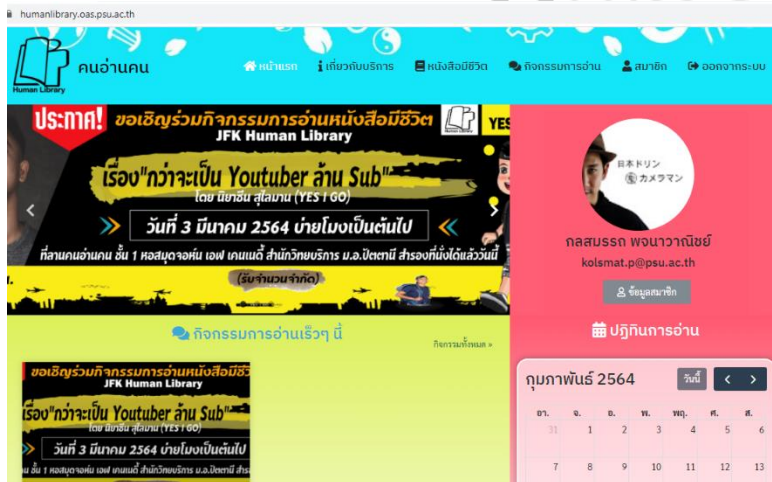 humanlibrary.oas.psu.ac.th
Human Library
คนอ่านคน
หน้าแรก
เกี่ยวกับบริการ
หนังสือมีชีวิต
กิจกรรมการอ่าน
สมาชิก
ออกจากระบบ
ประกาศ! ขอเชิญร่วมกิจกรรมการอ่านหนังสือมีชีวิต
JFK Human Library
YES
เรื่อง"กว่าจะเป็น Youtuber ล้าน Sub"
โดย นิยาซีน สุไลมาน (YES I GO)
วันที่ 3 มีนาคม 2564 บ่ายโมงเป็นต้นไป
ที่ลานคนอ่านคน ชั้น 1 หอสมุดจอห์น เอฟ เคนเนดี้ สำนักวิทยบริการ ม.อ.ปัตตานี สำรองที่นั่งได้แล้ววันนี้
(รับจำนวนจำกัด)
日本ドリン
カメラマン
กลสมรรถ พจนาวาณิชย์
kolsmat.p@psu.ac.th
ข้อมูลสมาชิก
กิจกรรมการอ่านเร็วๆ นี้
กิจกรรมทั้งหมด »
ขอเชิญร่วมกิจกรรมการอ่านหนังสือมีชีวิ
JFK Human Library
เรื่อง"กว่าจะเป็น Youtuber ล้าน Sub"
โดย นิยาซีน สุไลมาน (YES I GO)
วันที่ 3 มีนาคม 2564 บ่ายโมงเป็นต้นไป
ชั้น 1 หอสมุดจอห์น เอฟ เคนเนดี้ สำนักวิทยบริการ ม.อ.ปัตตานี
ปฏิทินการอ่าน
กุมภาพันธ์ 2564
วันนี้
อา. จ. อ. พ. พฤ. ศ. ส.
31 1 2 3 4 5 6
7 8 9 10 11 12 13